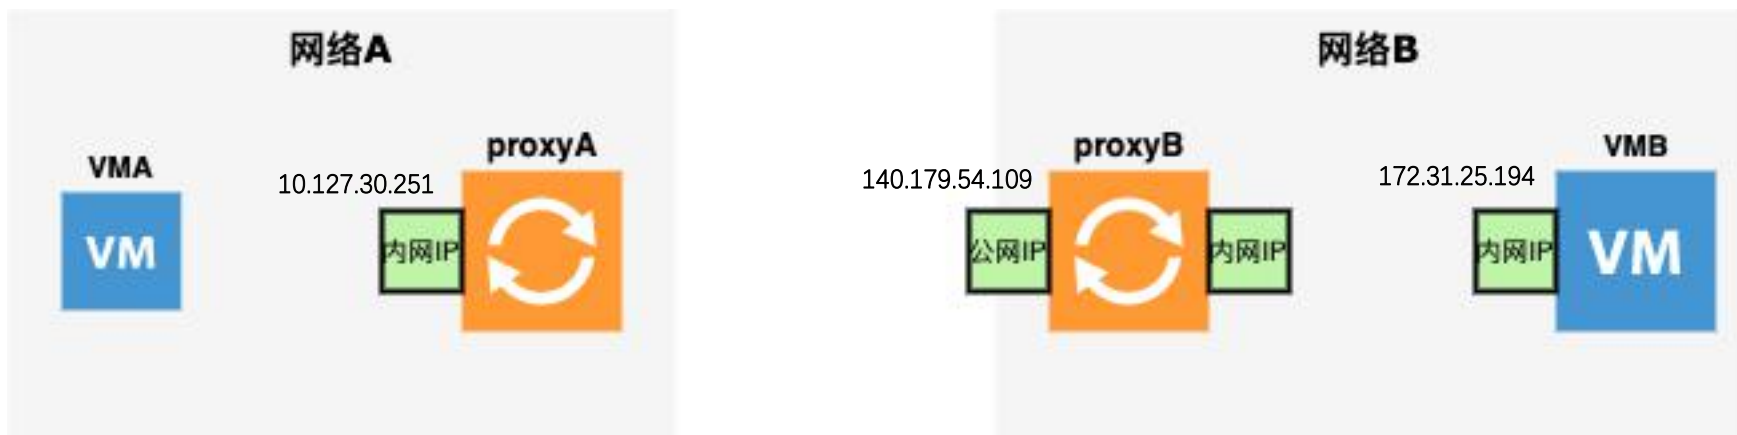 网络A
网络B
VMA
proxyA
proxyB
VMB
10.127.30.251
140.179.54.109
172.31.25.194
VM
内网IP
公网IP
内网IP
内网IP
VM